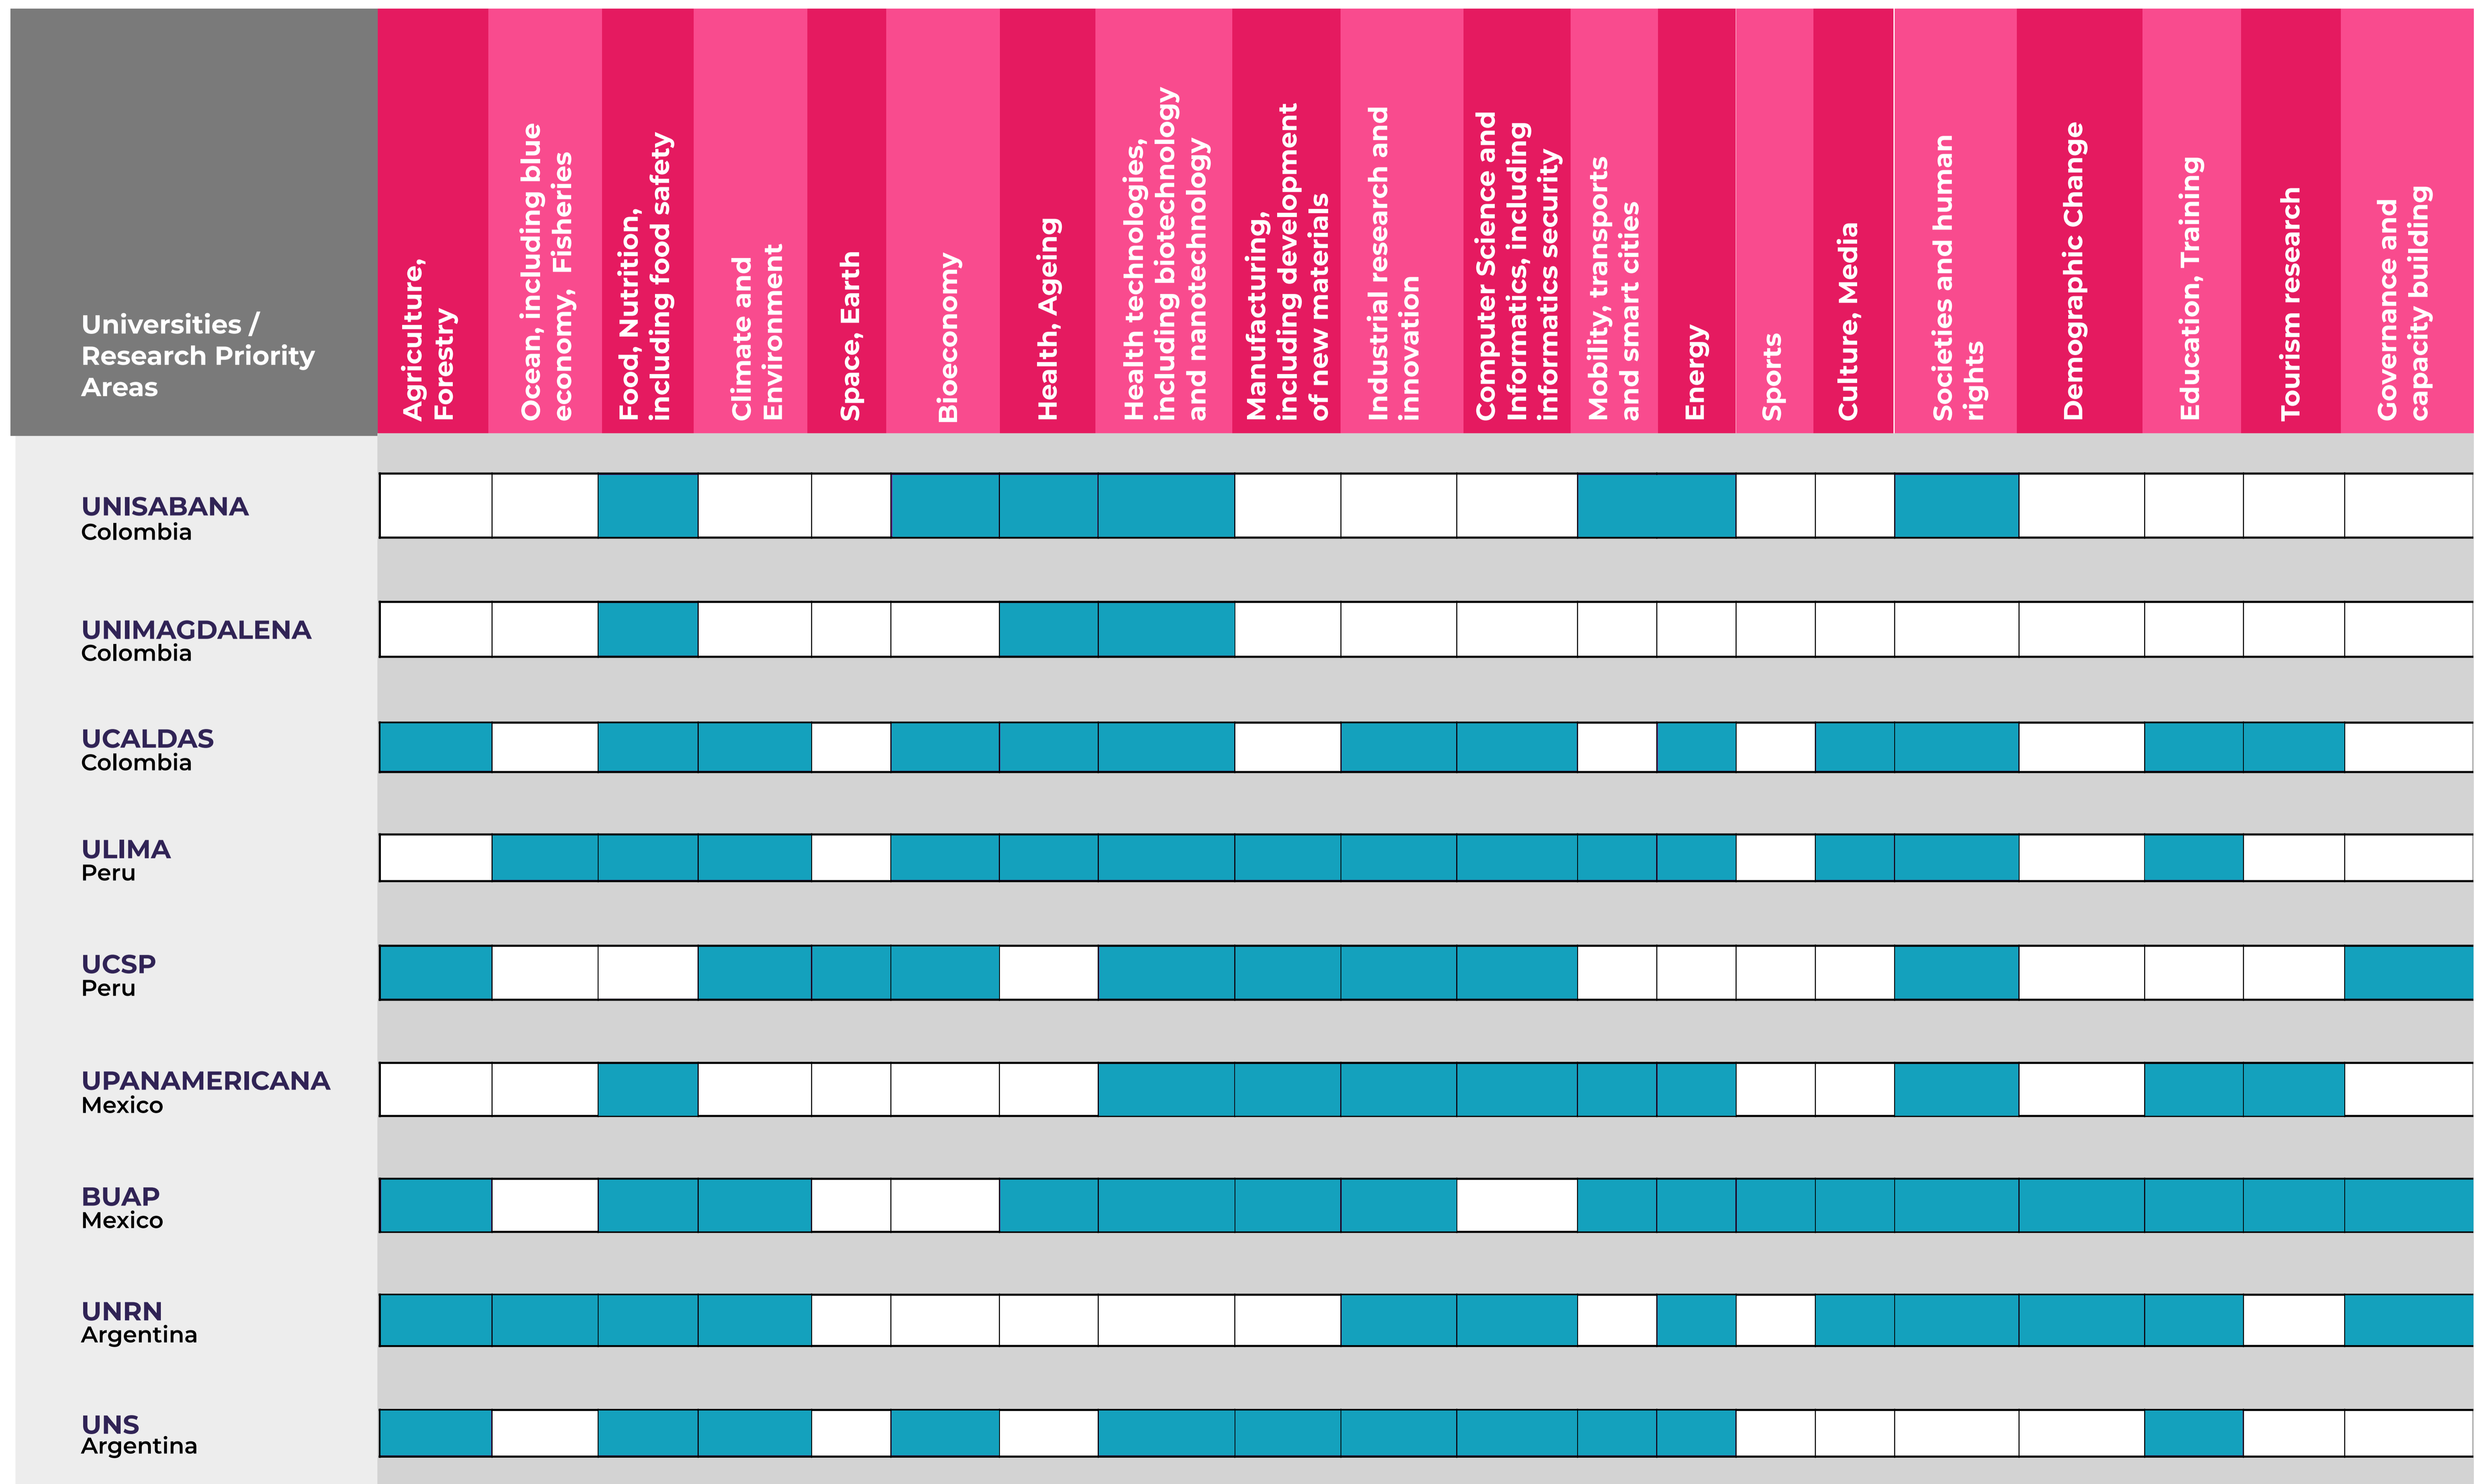 Universities /
Research Priority
Areas
Agriculture,
Forestry
Ocean, including blue
economy, Fisheries
Food, Nutrition,
including food safety
Climate and
Environment
Space, Earth
Bioeconomy
Health, Ageing
Health technologies,
including biotechnology
and nanotechnology
Manufacturing,
including development
of new materials
Industrial research and
innovation
Computer Science and
Informatics, including
informatics security
Mobility, transports
and smart cities
Energy
Sports
Culture, Media
Societies and human
rights
Demographic Change
Education, Training
Tourism research
Governance and
capacity building
UNISABANA
Colombia
UNIMAGDALENA
Colombia
UCALDAS
Colombia
ULIMA
Peru
UCSP
Peru
UPANAMERICANA
Mexico
BUAP
Mexico
UNRN
Argentina
UNS
Argentina